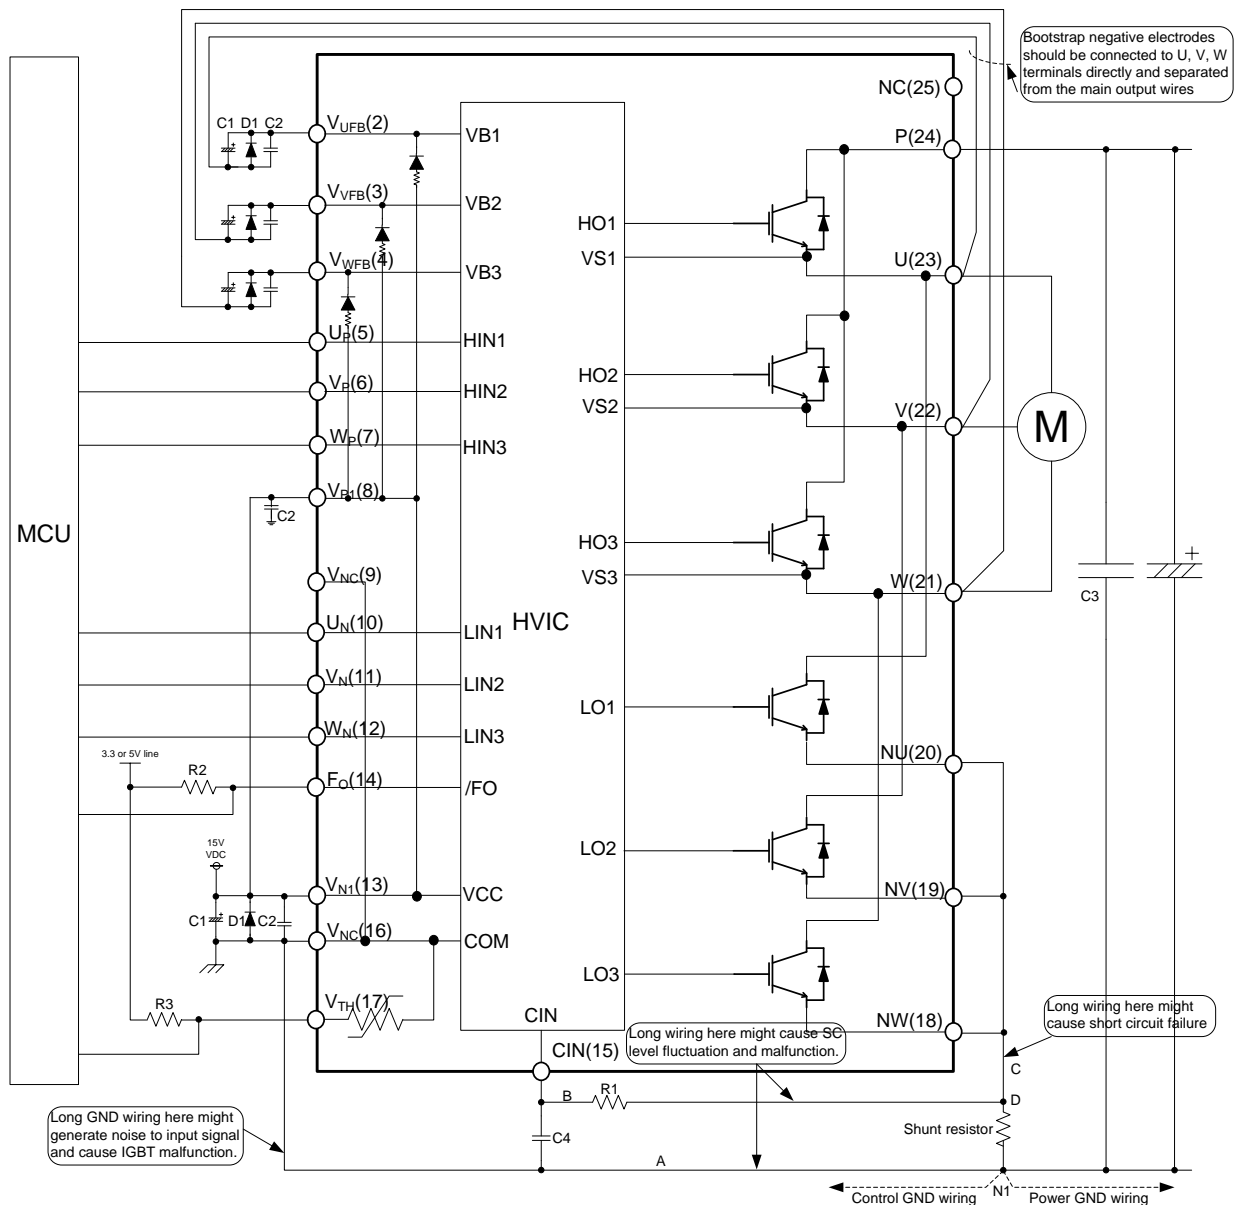 Bootstrap negative electrodes
should be connected to U, V, W
terminals directly and separated
from the main output wires
NC(25)
C1 D1 C2
VUFB(2)
VB1
P(24)
VVFB(3)
VB2
HO1
VS1
VWFB(4)
VB3
U(23)
UP(5)
HIN1
VP(6)
HIN2
HO2
VS2
V(22)
M
WP(7)
HIN3
VP1(8)
C2
MCU
HO3
VS3
W(21)
VNC(9)
C3
+
HVIC
UN(10)
LIN1
VN(11)
LIN2
LO1
WN(12)
LIN3
3.3 or 5V line
R2
FO(14)
/FO
NU(20)
15V
VDC
LO2
VN1(13)
VCC
NV(19)
C1 D1 C2
VNC(16)
COM
LO3
R3
VTH(17)
CIN
NW(18)
Long wiring here might cause SC
level fluctuation and malfunction.
Long wiring here might
cause short circuit failure
CIN(15)
C
B
R1
D
Long GND wiring here might
generate noise to input signal
and cause IGBT malfunction.
C4
Shunt resistor
A
Control GND wiring
N1
Power GND wiring